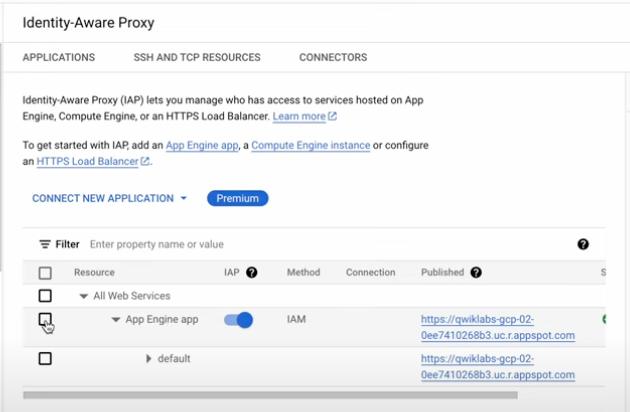 Identity-Aware Proxy
APPLICATIONS SSH AND TCP RESOURCES CONNECTORS
Identity-Aware Proxy (IAP) lets you manage who has access to services hosted on App
Engine, Compute Engine, or an HTTPS Load Balancer. Learn more
To get started with IAP, add an App Engine app, a Compute Engine instance or configure
an HTTPS Load Balancer.
CONNECT NEW APPLICATION Premium
Filter Enter property name or value
Resource IAP Method Connection Published S
All Web Services
App Engine app IAM https://qwiklabs-gcp-02-
0ee7410268b3.uc.r.appspot.com
default https://qwiklabs-gcp-02-
0ee7410268b3.uc.r.appspot.com